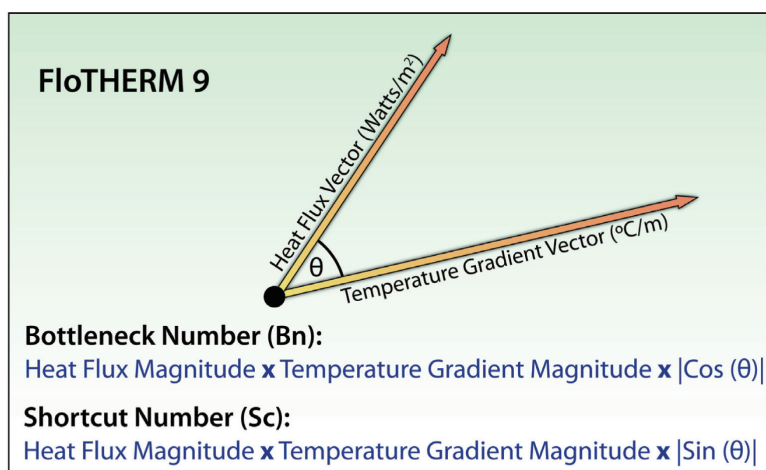 FloTHERM 9
Heat Flux Vector (Watts/m²)
θ
Temperature Gradient Vector (ºC/m)
Bottleneck Number (Bn):
Heat Flux Magnitude x Temperature Gradient Magnitude x |Cos (θ)|
Shortcut Number (Sc):
Heat Flux Magnitude x Temperature Gradient Magnitude x |Sin (θ)|